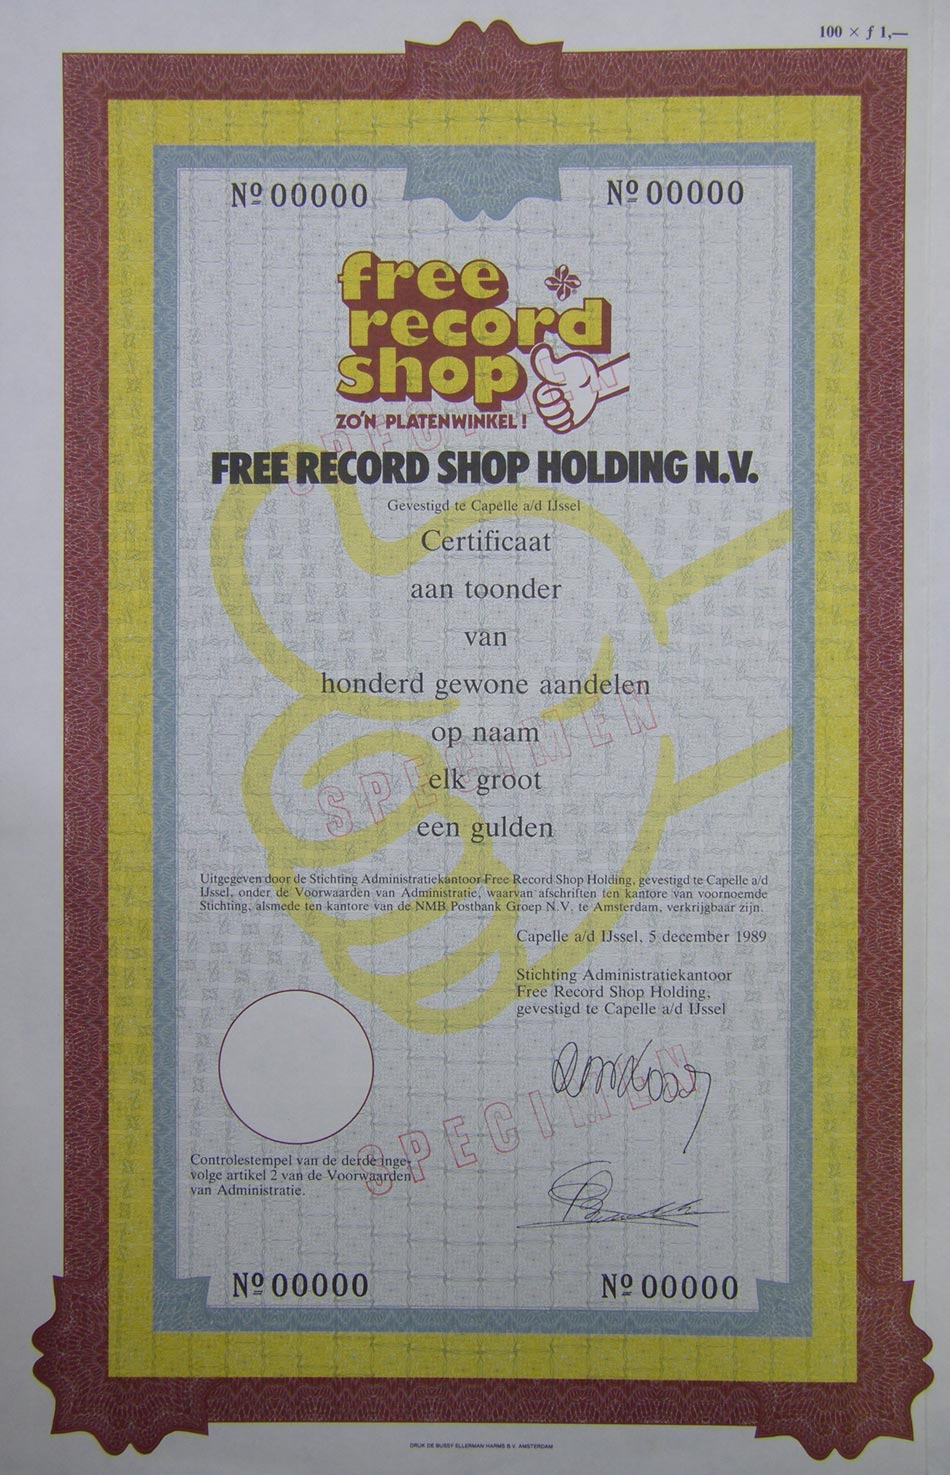 100 × ƒ 1,—
Nº 00000
Nº 00000
free
record
shop
ZO'N PLATENWINKEL!
SPECIMEN
FREE RECORD SHOP HOLDING N.V.
Gevestigd te Capelle a/d IJssel
Certificaat
aan toonder
van
honderd gewone aandelen
op naam
elk groot
een gulden
SPECIMEN
Uitgegeven door de Stichting Administratiekantoor Free Record Shop Holding, gevestigd te Capelle a/d
IJssel, onder de Voorwaarden van Administratie, waarvan afschriften ten kantore van voornoemde
Stichting, alsmede ten kantore van de NMB Postbank Groep N.V. te Amsterdam, verkrijgbaar zijn.
Capelle a/d IJssel, 5 december 1989
Stichting Administratiekantoor
Free Record Shop Holding,
gevestigd te Capelle a/d IJssel
SPECIMEN
Controlestempel van de derde inge-
volge artikel 2 van de Voorwaarden
van Administratie.
Nº 00000
Nº 00000
DRUK DE BUSSY ELLERMAN HARMS B.V. AMSTERDAM